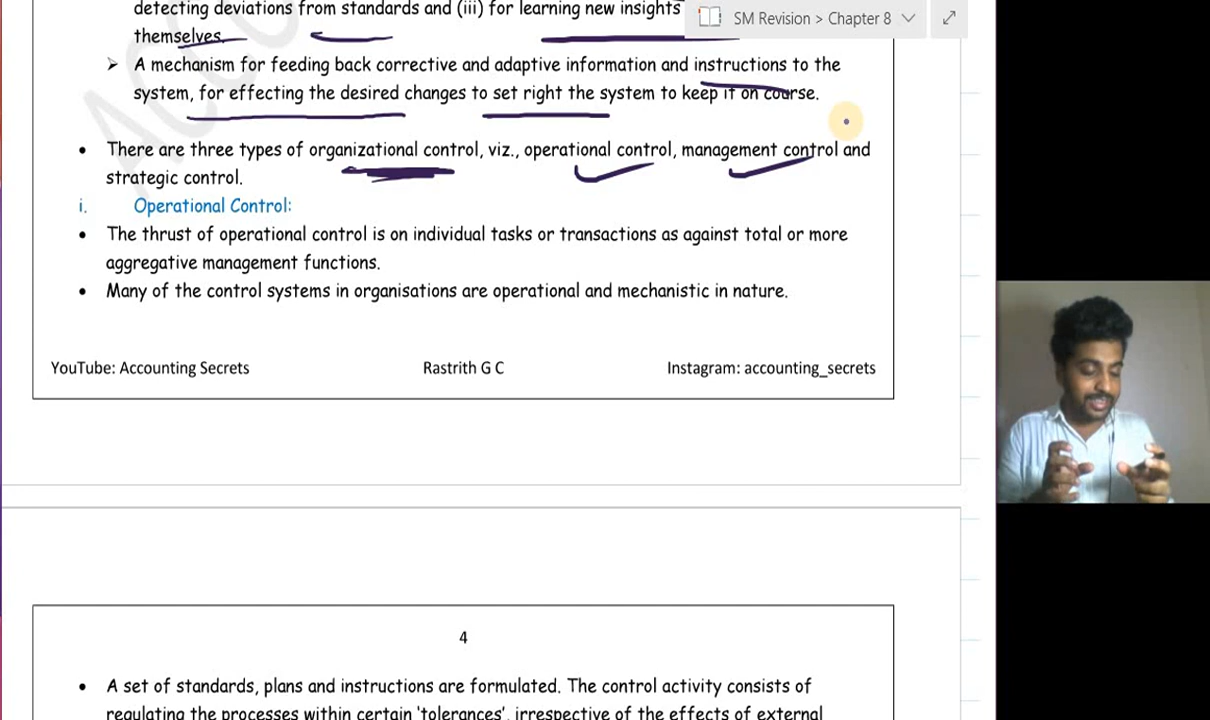 detecting deviations from standards and (iii) for learning new insights
SM Revision > Chapter 8
themselves.
➢ A mechanism for feeding back corrective and adaptive information and instructions to the
system, for effecting the desired changes to set right the system to keep it on course.
• There are three types of organizational control, viz., operational control, management control and
strategic control.
i. Operational Control:
• The thrust of operational control is on individual tasks or transactions as against total or more
aggregative management functions.
• Many of the control systems in organisations are operational and mechanistic in nature.
YouTube: Accounting Secrets Rastrith G C Instagram: accounting_secrets
4
• A set of standards, plans and instructions are formulated. The control activity consists of
regulating the processes within certain 'tolerances', irrespective of the effects of external